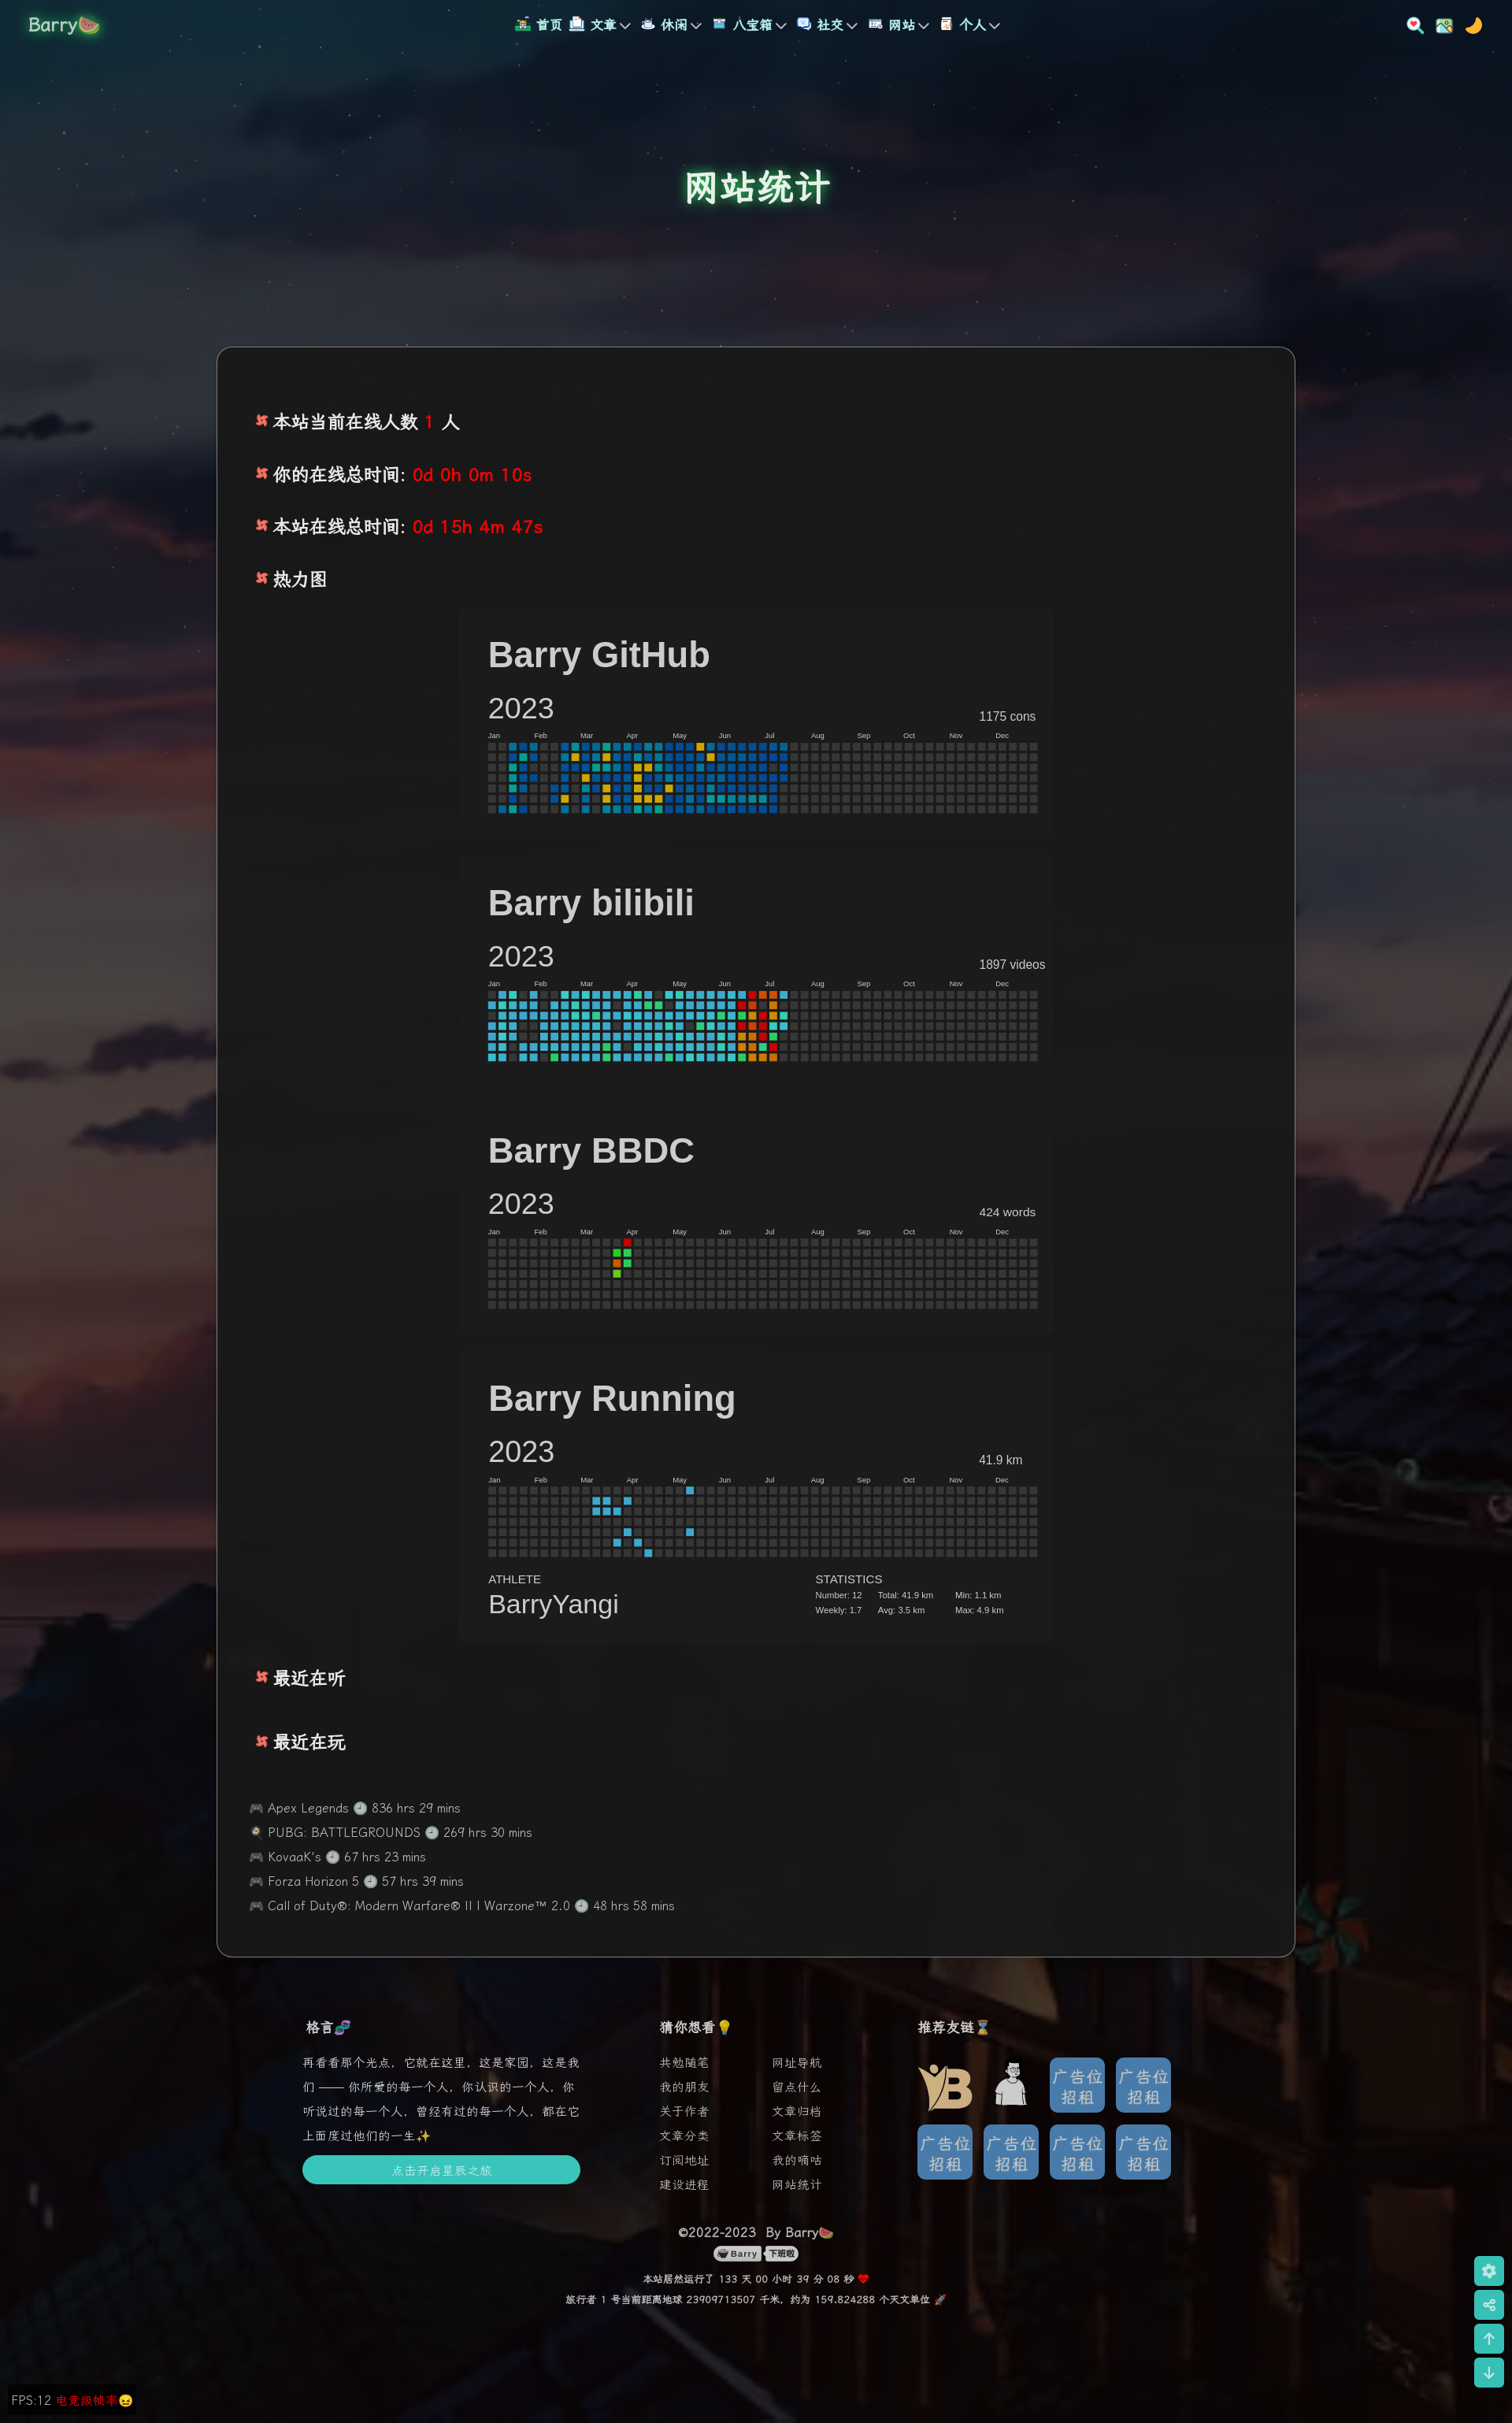 Barry🍉
首页 文章 休闲 八宝箱 社交 网站 个人
网站统计
本站当前在线人数 1 人
你的在线总时间: 0d 0h 0m 10s
本站在线总时间: 0d 15h 4m 47s
热力图
Barry GitHub
2023
1175 cons
Jan Feb Mar Apr May Jun Jul Aug Sep Oct Nov Dec
Barry bilibili
2023
1897 videos
Jan Feb Mar Apr May Jun Jul Aug Sep Oct Nov Dec
Barry BBDC
2023
424 words
Jan Feb Mar Apr May Jun Jul Aug Sep Oct Nov Dec
Barry Running
2023
41.9 km
Jan Feb Mar Apr May Jun Jul Aug Sep Oct Nov Dec
ATHLETE
BarryYangi
STATISTICS
Number: 12 Total: 41.9 km Min: 1.1 km
Weekly: 1.7 Avg: 3.5 km Max: 4.9 km
最近在听
最近在玩
🎮 Apex Legends 🕘 836 hrs 29 mins
🍳 PUBG: BATTLEGROUNDS 🕘 269 hrs 30 mins
🎮 KovaaK's 🕘 67 hrs 23 mins
🎮 Forza Horizon 5 🕘 57 hrs 39 mins
🎮 Call of Duty®: Modern Warfare® II | Warzone™ 2.0 🕘 48 hrs 58 mins
格言🧬
再看看那个光点，它就在这里，这是家园，这是我
们 —— 你所爱的每一个人，你认识的一个人，你
听说过的每一个人，曾经有过的每一个人，都在它
上面度过他们的一生✨
点击开启星辰之旅
猜你想看💡
共勉随笔 网址导航
我的朋友 留点什么
关于作者 文章归档
文章分类 文章标签
订阅地址 我的嘀咕
建设进程 网站统计
推荐友链⌛
B
广告位 广告位
招租 招租
广告位 广告位 广告位 广告位
招租 招租 招租 招租
©2022-2023 By Barry🍉
Barry 下班啦
本站居然运行了 133 天 00 小时 39 分 08 秒
旅行者 1 号当前距离地球 23909713507 千米，约为 159.824288 个天文单位 🚀
FPS:12 电竞级帧率😖